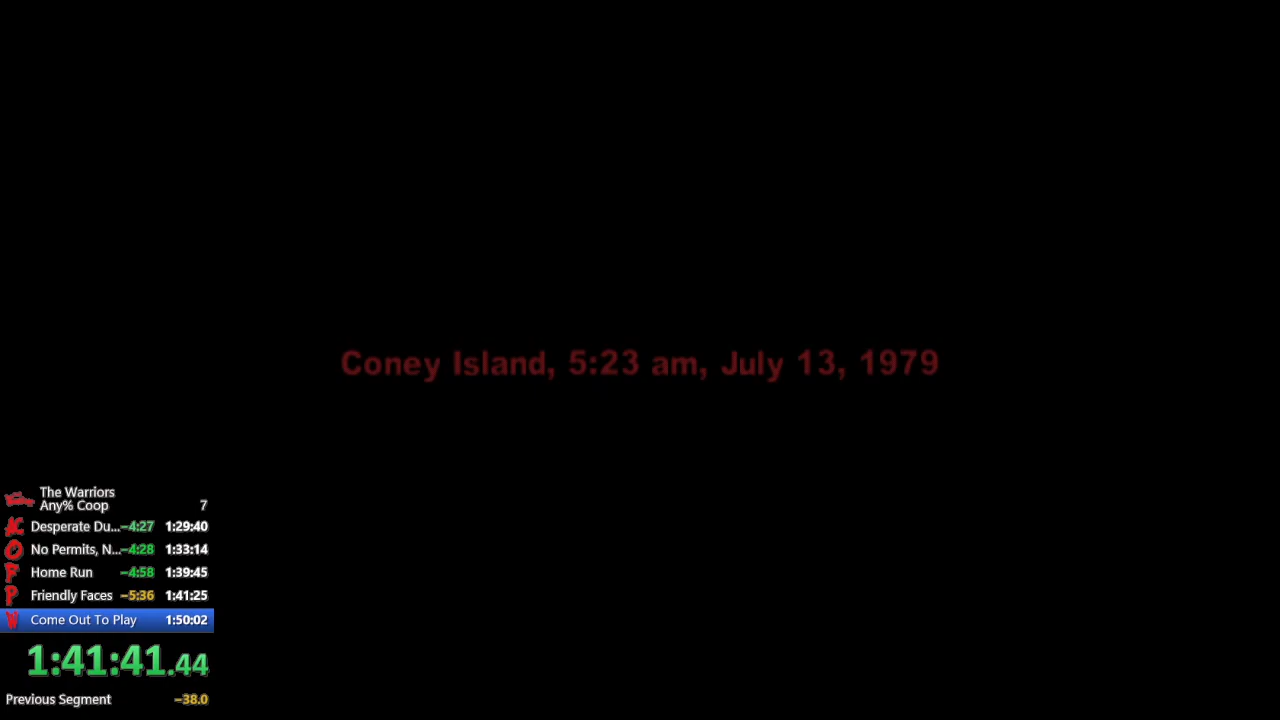 Coney Island, 5:23 am, July 13, 1979
The Warriors
Any% Coop 7
Desperate Du... −4:27 1:29:40
No Permits, N... −4:28 1:33:14
Home Run −4:58 1:39:45
Friendly Faces −5:36 1:41:25
Come Out To Play 1:50:02
1:41:41.44
Previous Segment −38.0